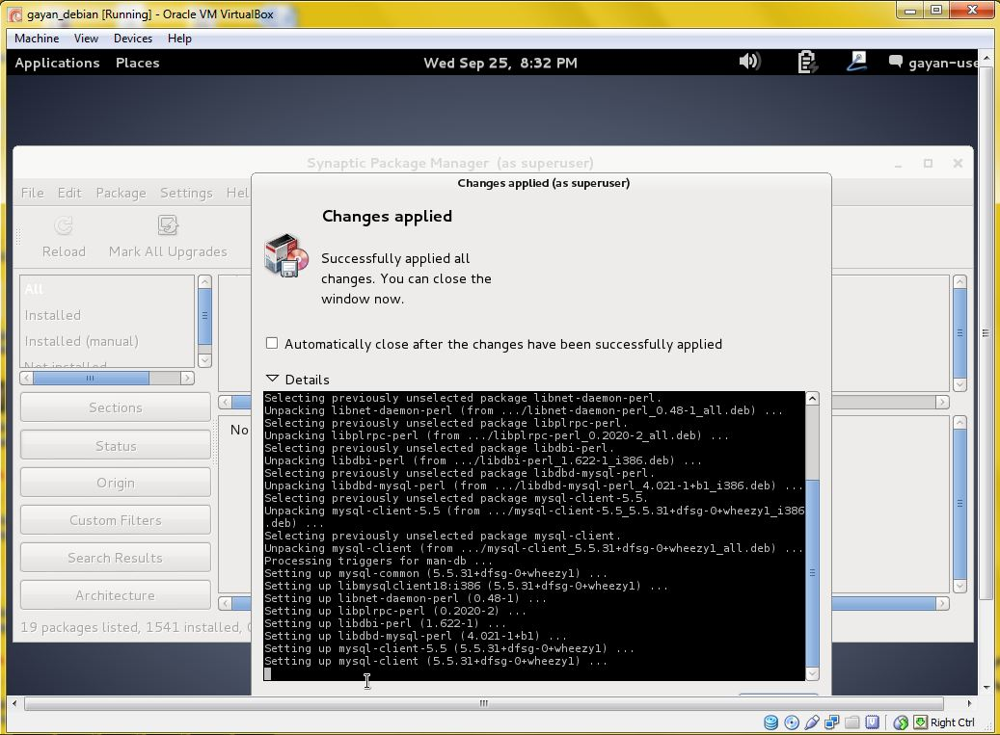 gayan_debian [Running] - Oracle VM VirtualBox
Machine View Devices Help
Applications Places Wed Sep 25, 8:32 PM gayan-use
Synaptic Package Manager (as superuser)
Changes applied (as superuser)
File Edit Package Settings Hel
Changes applied
Reload Mark All Upgrades
Successfully applied all
changes. You can close the
window now.
All
Installed
Installed (manual)
Not installed
Automatically close after the changes have been successfully applied
Details
Sections
Status
Origin
Custom Filters
Search Results
Architecture
No
19 packages listed, 1541 installed,
Selecting previously unselected package libnet-daemon-perl.
Unpacking libnet-daemon-perl (from .../libnet-daemon-perl_0.48-1_all.deb) ...
Selecting previously unselected package libplrpc-perl.
Unpacking libplrpc-perl (from .../libplrpc-perl_0.2020-2_all.deb) ...
Selecting previously unselected package libdbi-perl.
Unpacking libdbi-perl (from .../libdbi-perl_1.622-1_i386.deb) ...
Selecting previously unselected package libdbd-mysql-perl.
Unpacking libdbd-mysql-perl (from .../libdbd-mysql-perl_4.021-1+b1_i386.deb) ...
Selecting previously unselected package mysql-client-5.5.
Unpacking mysql-client-5.5 (from .../mysql-client-5.5_5.5.31+dfsg-0+wheezy1_i386
.deb) ...
Selecting previously unselected package mysql-client.
Unpacking mysql-client (from .../mysql-client_5.5.31+dfsg-0+wheezy1_all.deb) ...
Processing triggers for man-db ...
Setting up mysql-common (5.5.31+dfsg-0+wheezy1) ...
Setting up libmysqlclient18:i386 (5.5.31+dfsg-0+wheezy1) ...
Setting up libnet-daemon-perl (0.48-1) ...
Setting up libplrpc-perl (0.2020-2) ...
Setting up libdbi-perl (1.622-1) ...
Setting up libdbd-mysql-perl (4.021-1+b1) ...
Setting up mysql-client-5.5 (5.5.31+dfsg-0+wheezy1) ...
Setting up mysql-client (5.5.31+dfsg-0+wheezy1) ...
Right Ctrl